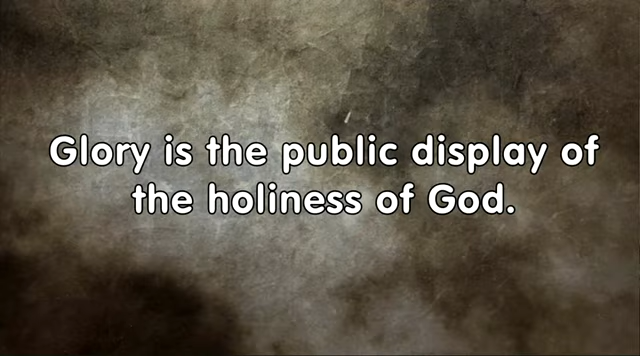 Glory is the public display of
the holiness of God.